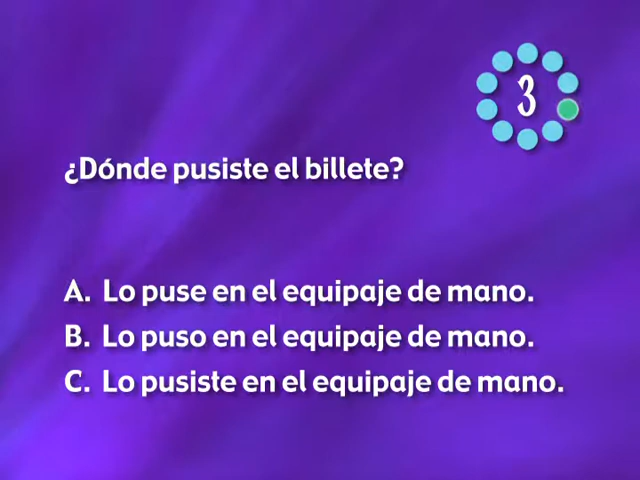 3
¿Dónde pusiste el billete?
A. Lo puse en el equipaje de mano.
B. Lo puso en el equipaje de mano.
C. Lo pusiste en el equipaje de mano.